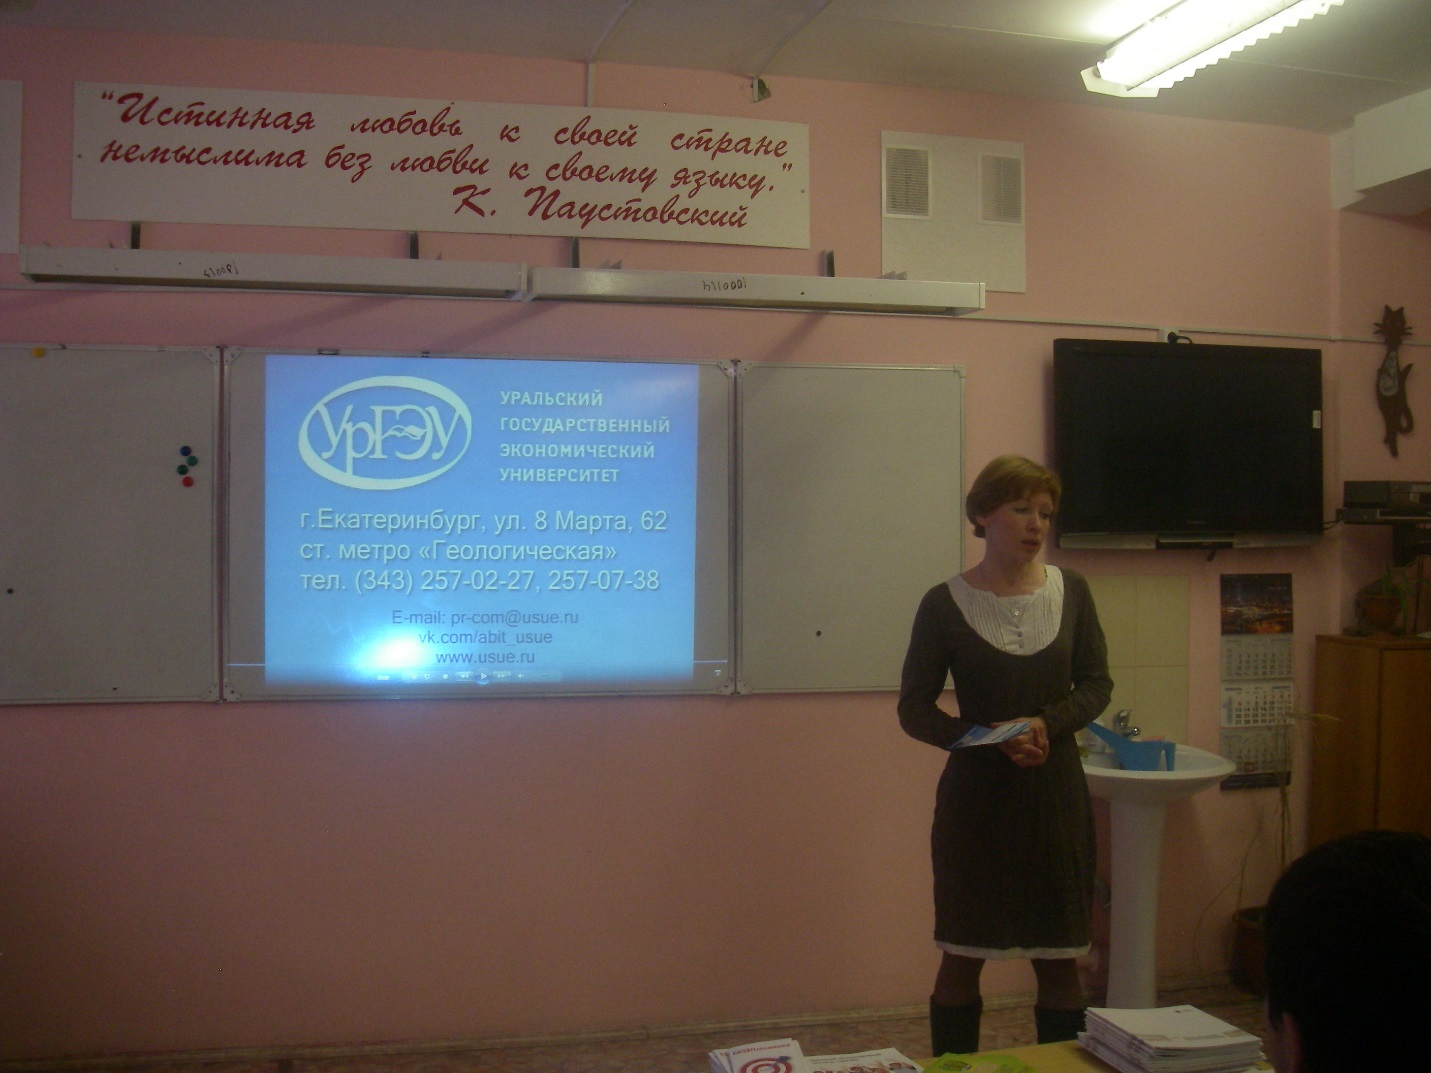 “Истинная любовь к своей стране
немыслима без любви к своему языку.”
К. Паустовский
УрГЭУ
УРАЛЬСКИЙ
ГОСУДАРСТВЕННЫЙ
ЭКОНОМИЧЕСКИЙ
УНИВЕРСИТЕТ
г.Екатеринбург, ул. 8 Марта, 62
ст. метро «Геологическая»
тел. (343) 257-02-27, 257-07-38
E-mail: pr-com@usue.ru
vk.com/abit_usue
www.usue.ru